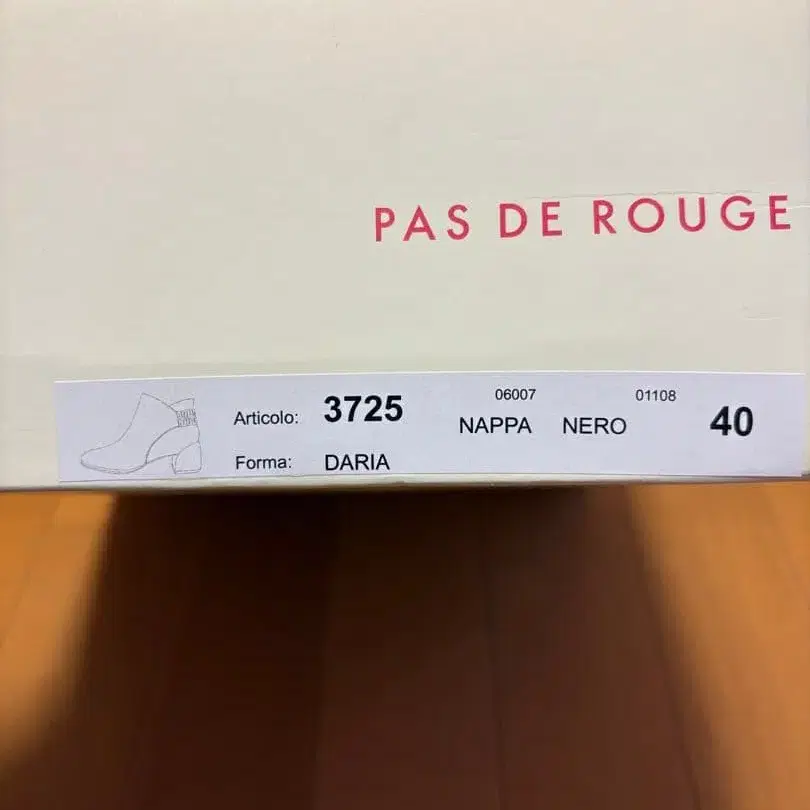 PAS DE ROUGE
Articolo: 3725 06007 01108
NAPPA NERO 40
Forma: DARIA